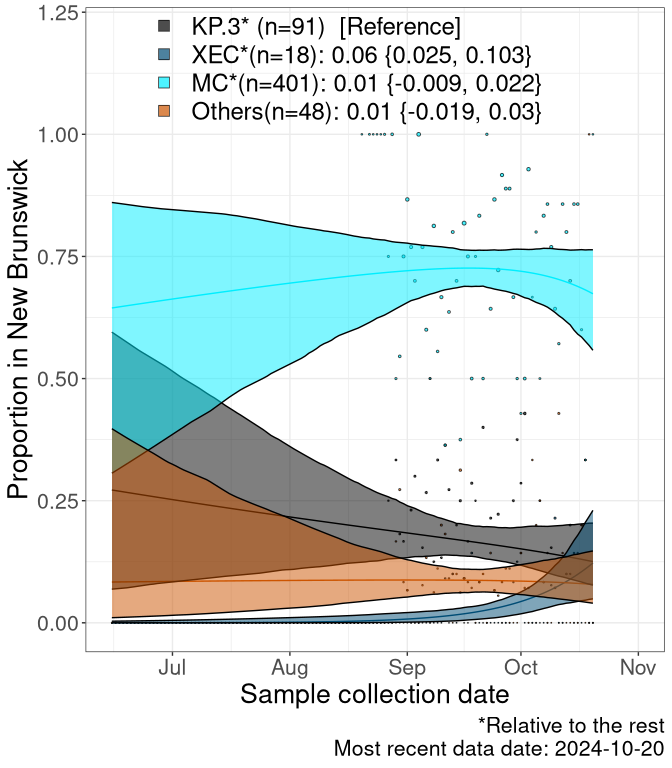 1.25
KP.3* (n=91) [Reference]
XEC*(n=18): 0.06 {0.025, 0.103}
MC*(n=401): 0.01 {-0.009, 0.022}
Others(n=48): 0.01 {-0.019, 0.03}
1.00
0.75
0.50
0.25
0.00
Proportion in New Brunswick
Jul Aug Sep Oct Nov
Sample collection date
*Relative to the rest
Most recent data date: 2024-10-20